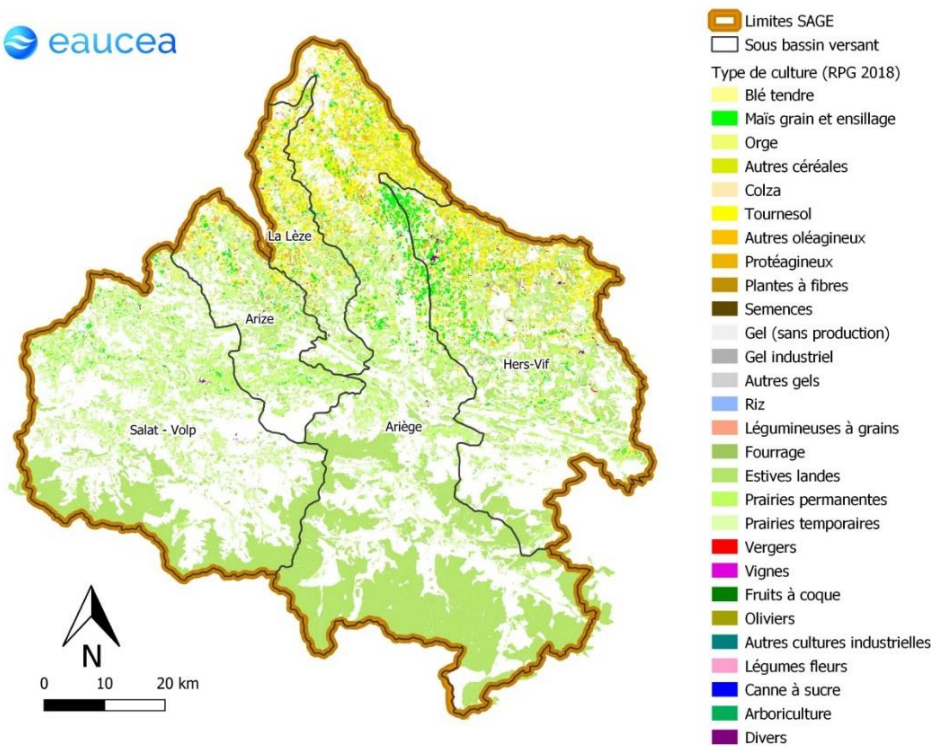 eaucea
Limites SAGE
Sous bassin versant
Type de culture (RPG 2018)
Blé tendre
Maïs grain et ensillage
Orge
Autres céréales
Colza
Tournesol
Autres oléagineux
Protéagineux
Plantes à fibres
Semences
Gel (sans production)
Gel industriel
Autres gels
Riz
Légumineuses à grains
Fourrage
Estives landes
Prairies permanentes
Prairies temporaires
Vergers
Vignes
Fruits à coque
Oliviers
Autres cultures industrielles
Légumes fleurs
Canne à sucre
Arboriculture
Divers
La Lèze
Arize
Hers-Vif
Salat - Volp
Ariège
N
0 10 20 km